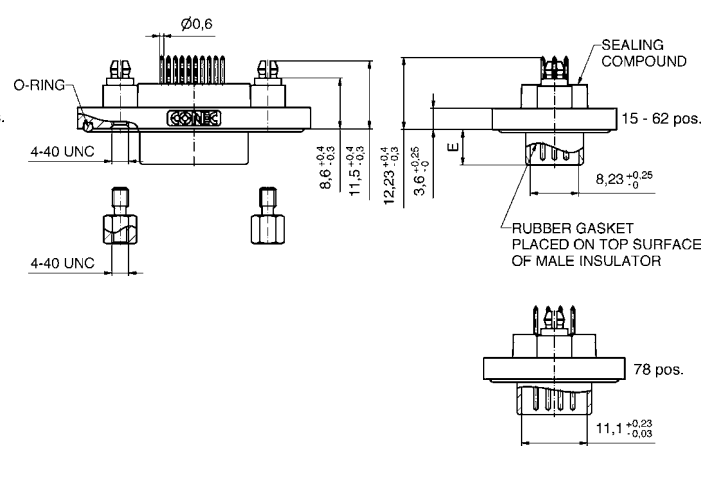 Ø0,6
O-RING
CONEC
4-40 UNC
8,6 +0,4 -0,3
11,5 +0,4 -0,3
12,23 +0,4 -0,3
3,6 +0,25 -0
4-40 UNC
SEALING
COMPOUND
15 - 62 pos.
E
8,23 +0,25 -0
RUBBER GASKET
PLACED ON TOP SURFACE
OF MALE INSULATOR
78 pos.
11,1 +0,23 -0,03